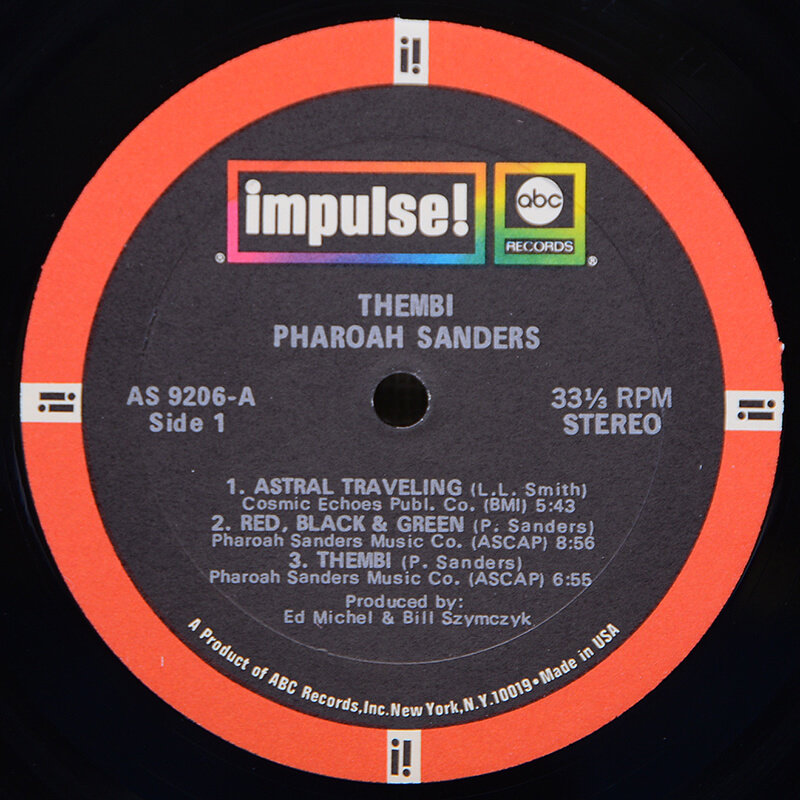 i!
impulse!
abc
RECORDS
®
®
THEMBI
PHAROAH SANDERS
AS 9206-A
Side 1
33⅓ RPM
STEREO
i!
i!
1. ASTRAL TRAVELING (L.L. Smith)
Cosmic Echoes Publ. Co. (BMI) 5:43
2. RED, BLACK & GREEN (P. Sanders)
Pharoah Sanders Music Co. (ASCAP) 8:56
3. THEMBI (P. Sanders)
Pharoah Sanders Music Co. (ASCAP) 6:55
Produced by:
Ed Michel & Bill Szymczyk
A Product of ABC Records,Inc.New York,N.Y.10019•Made in USA
i!